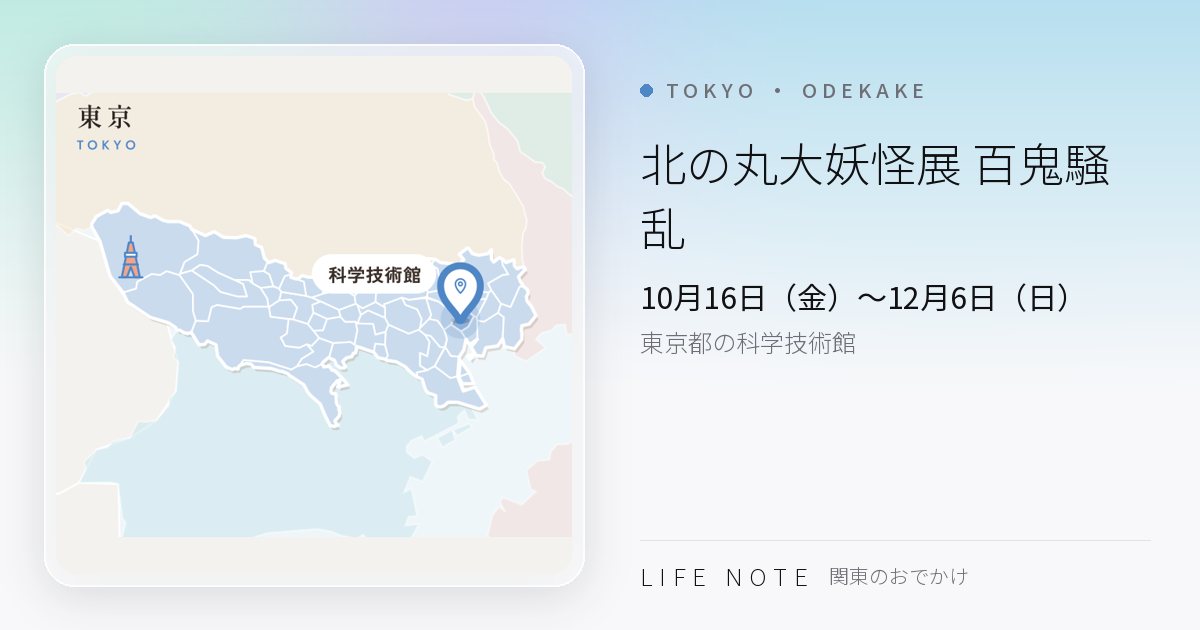 東京
TOKYO
科学技術館
TOKYO • ODEKAKE
北の丸大妖怪展 百鬼騒
乱
10月16日（金）〜12月6日（日）
東京都の科学技術館
LIFE NOTE 関東のおでかけ